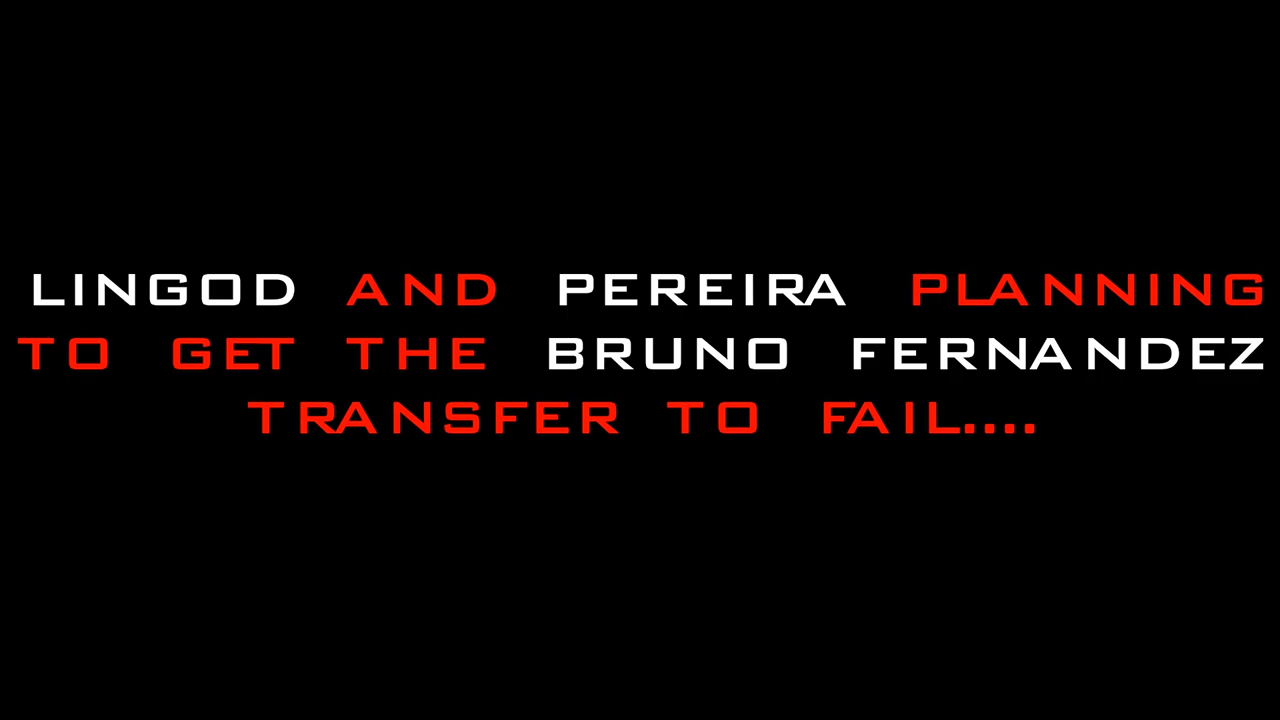 LINGOD AND PEREIRA PLANNING
TO GET THE BRUNO FERNANDEZ
TRANSFER TO FAIL....